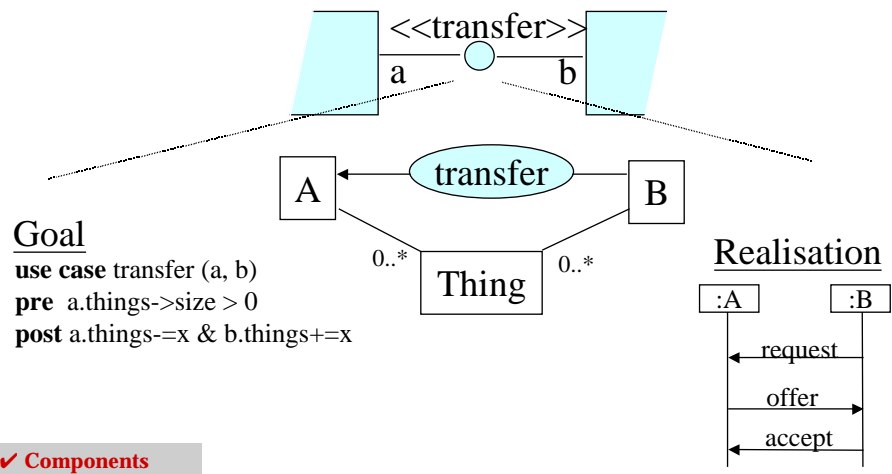 <<transfer>>
a b
transfer
A B
Goal
use case transfer (a, b)
pre a.things->size > 0
post a.things-=x & b.things+=x
0..* Thing 0..*
Realisation
:A :B
request
offer
accept
✔ Components